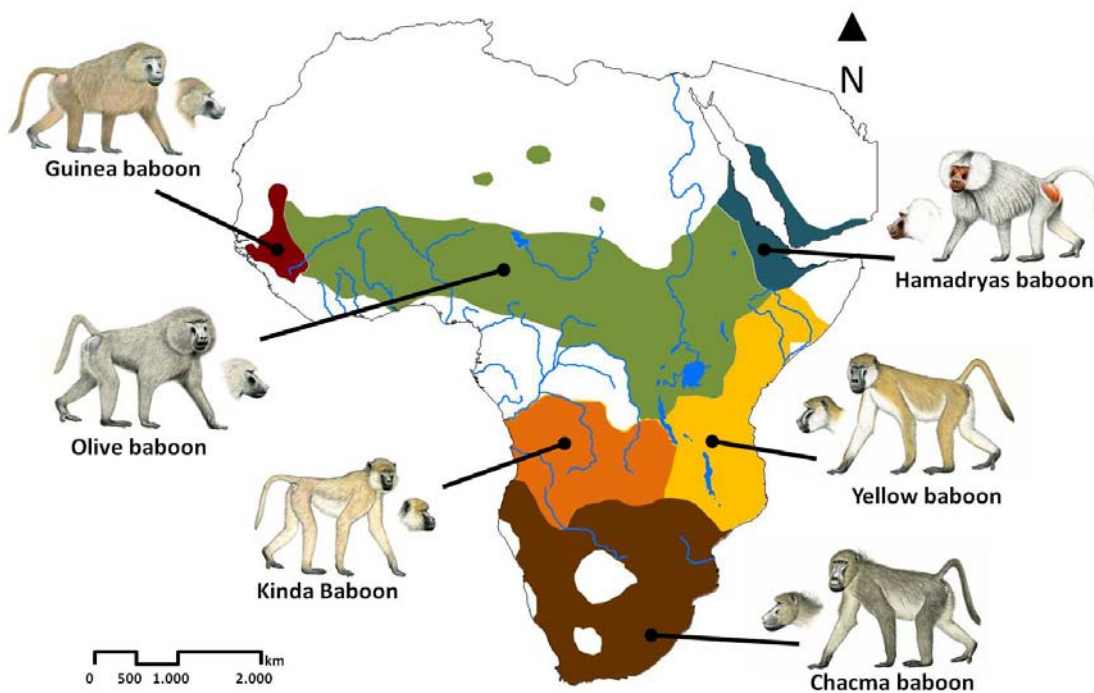 N
Guinea baboon
Hamadryas baboon
Olive baboon
Yellow baboon
Kinda Baboon
Chacma baboon
km
0 500 1.000 2.000